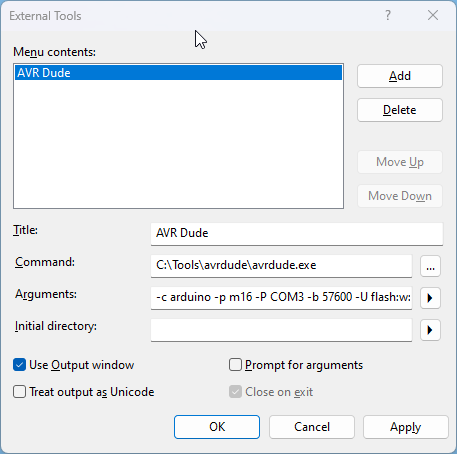 External Tools
?
Menu contents:
AVR Dude
Add
Delete
Move Up
Move Down
Title:
AVR Dude
Command:
C:\Tools\avrdude\avrdude.exe
...
Arguments:
-c arduino -p m16 -P COM3 -b 57600 -U flash:w:
Initial directory:
Use Output window
Prompt for arguments
Treat output as Unicode
Close on exit
OK
Cancel
Apply